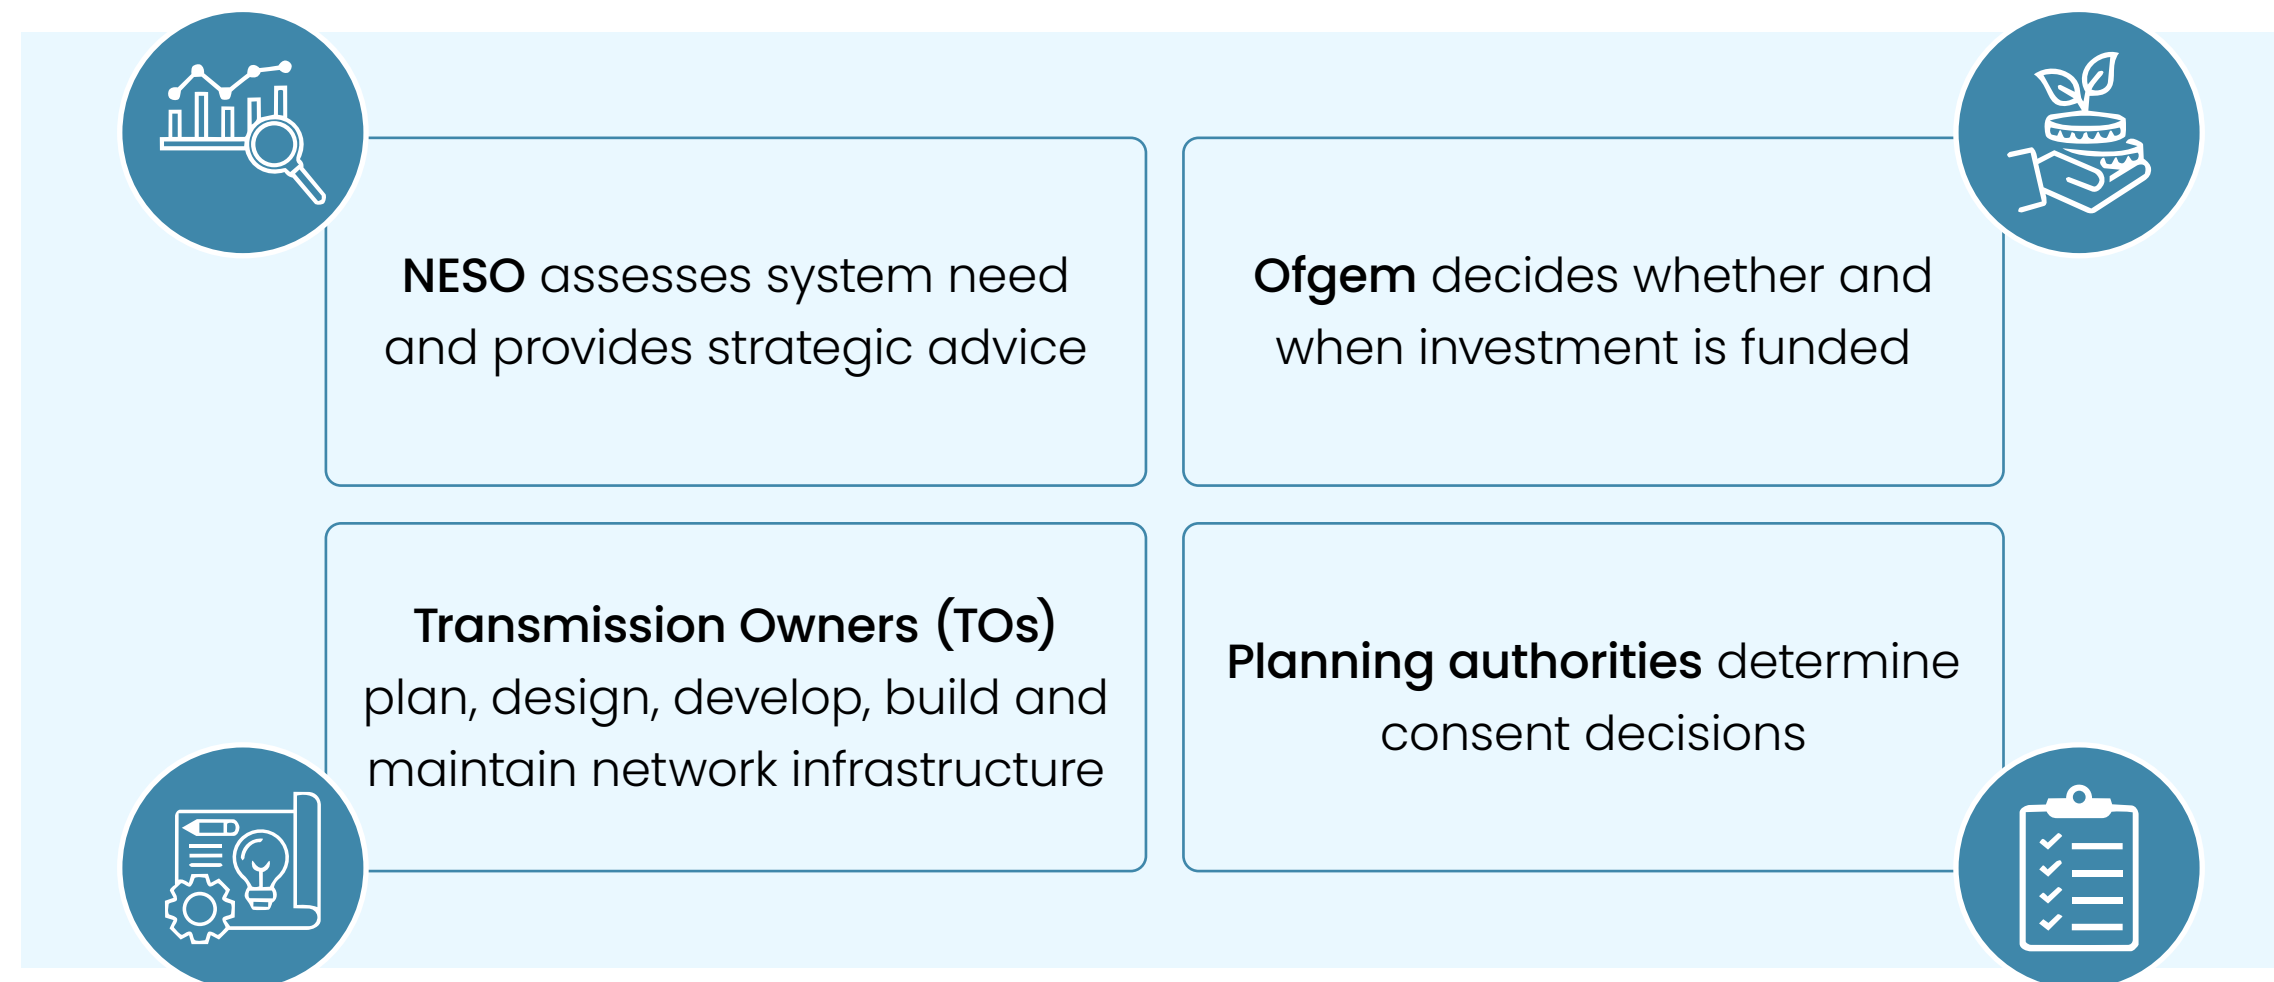 NESO assesses system need
and provides strategic advice
Ofgem decides whether and
when investment is funded
Transmission Owners (TOs)
plan, design, develop, build and
maintain network infrastructure
Planning authorities determine
consent decisions